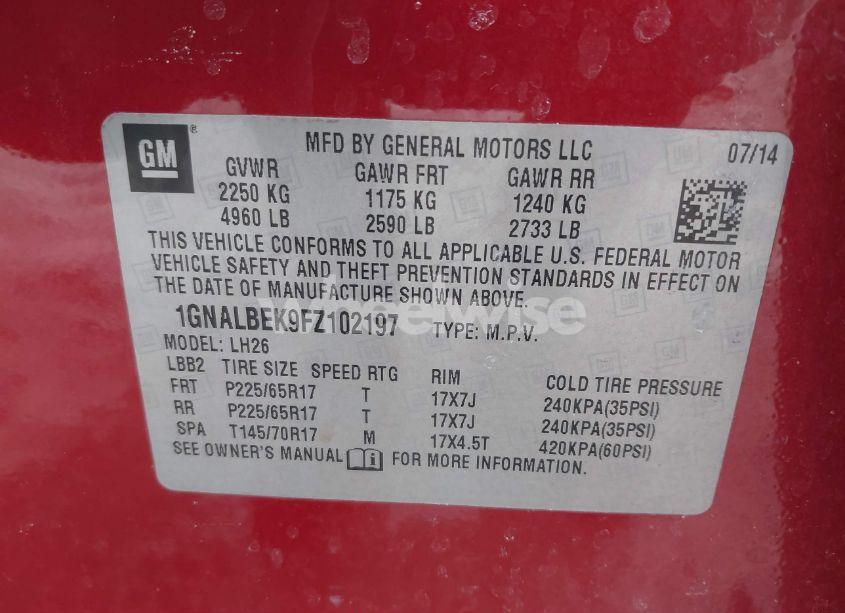 GM ®
MFD BY GENERAL MOTORS LLC 07/14
GVWR GAWR FRT GAWR RR
2250 KG 1175 KG 1240 KG
4960 LB 2590 LB 2733 LB
THIS VEHICLE CONFORMS TO ALL APPLICABLE U.S. FEDERAL MOTOR
VEHICLE SAFETY AND THEFT PREVENTION STANDARDS IN EFFECT ON
THE DATE OF MANUFACTURE SHOWN ABOVE.
1GNALBEK9FZ102197 TYPE: M.P.V.
MODEL: LH26
LBB2 TIRE SIZE SPEED RTG RIM COLD TIRE PRESSURE
FRT P225/65R17 T 17X7J 240KPA(35PSI)
RR P225/65R17 T 17X7J 240KPA(35PSI)
SPA T145/70R17 M 17X4.5T 420KPA(60PSI)
SEE OWNER'S MANUAL FOR MORE INFORMATION.